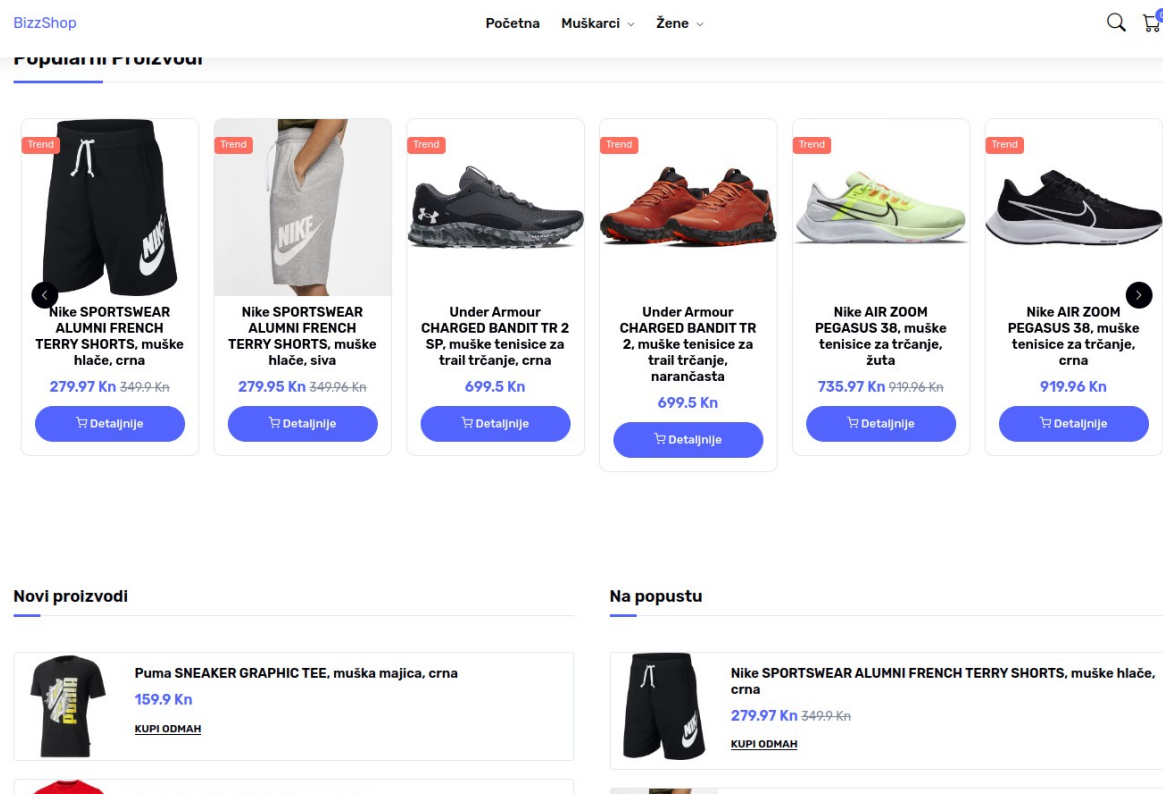 BizzShop
Početna Muškarci Žene
Popularni Proizvodi
Trend
Trend
Trend
Trend
Trend
Trend
Nike SPORTSWEAR
ALUMNI FRENCH
TERRY SHORTS, muške
hlače, crna
279.97 Kn 349.9 Kn
Detaljnije
Nike SPORTSWEAR
ALUMNI FRENCH
TERRY SHORTS, muške
hlače, siva
279.95 Kn 349.96 Kn
Detaljnije
Under Armour
CHARGED BANDIT TR 2
SP, muške tenisice za
trail trčanje, crna
699.5 Kn
Detaljnije
Under Armour
CHARGED BANDIT TR
2, muške tenisice za
trail trčanje,
narančasta
699.5 Kn
Detaljnije
Nike AIR ZOOM
PEGASUS 38, muške
tenisice za trčanje,
žuta
735.97 Kn 919.96 Kn
Detaljnije
Nike AIR ZOOM
PEGASUS 38, muške
tenisice za trčanje,
crna
919.96 Kn
Detaljnije
Novi proizvodi
Puma SNEAKER GRAPHIC TEE, muška majica, crna
159.9 Kn
KUPI ODMAH
Na popustu
Nike SPORTSWEAR ALUMNI FRENCH TERRY SHORTS, muške hlače,
crna
279.97 Kn 349.9 Kn
KUPI ODMAH